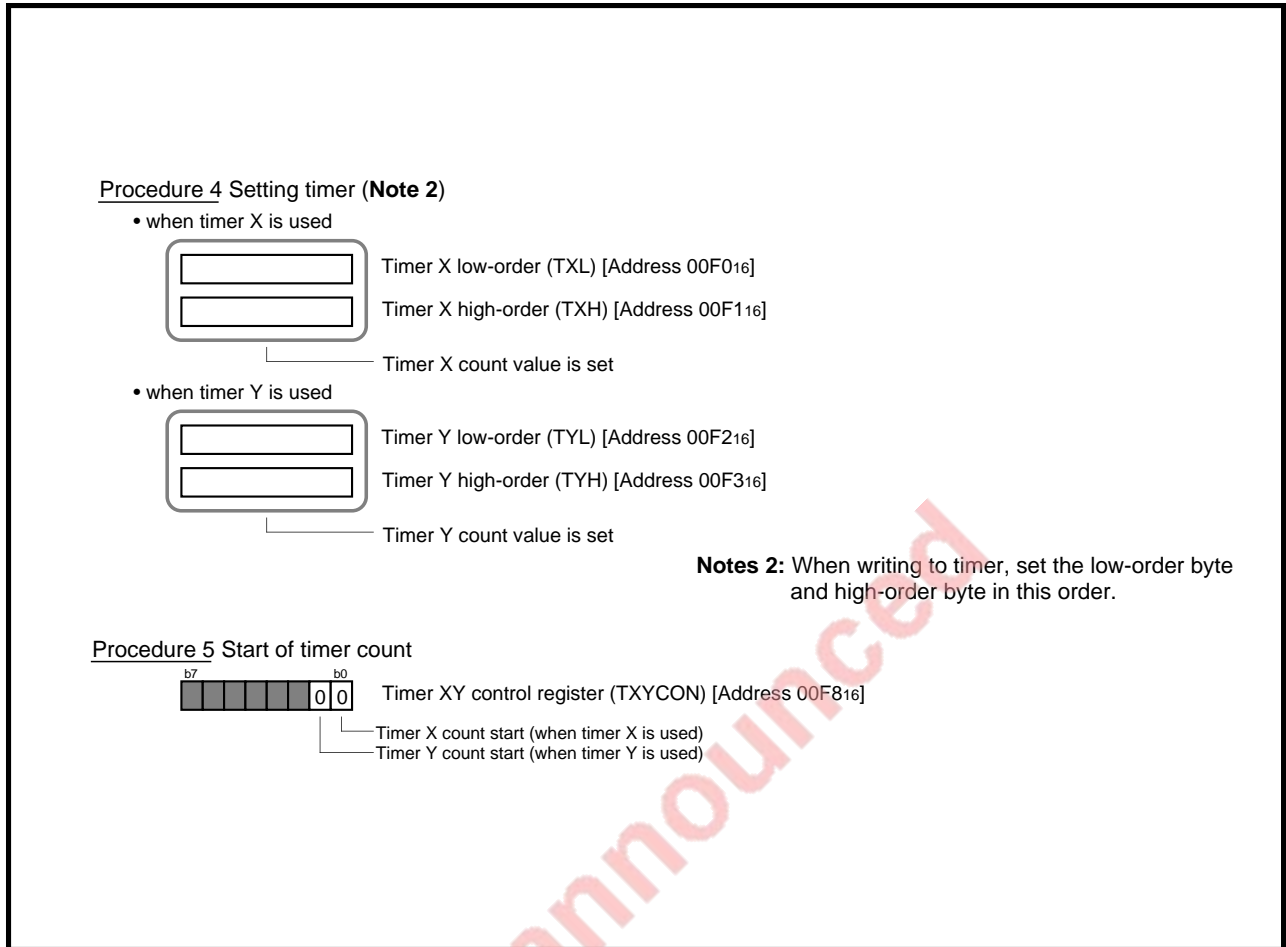 Procedure 4 Setting timer (Note 2)
• when timer X is used
Timer X low-order (TXL) [Address 00F016]
Timer X high-order (TXH) [Address 00F116]
Timer X count value is set
• when timer Y is used
Timer Y low-order (TYL) [Address 00F216]
Timer Y high-order (TYH) [Address 00F316]
Timer Y count value is set
Notes 2: When writing to timer, set the low-order byte
and high-order byte in this order.
Procedure 5 Start of timer count
b7 b0
0 0 Timer XY control register (TXYCON) [Address 00F816]
Timer X count start (when timer X is used)
Timer Y count start (when timer Y is used)